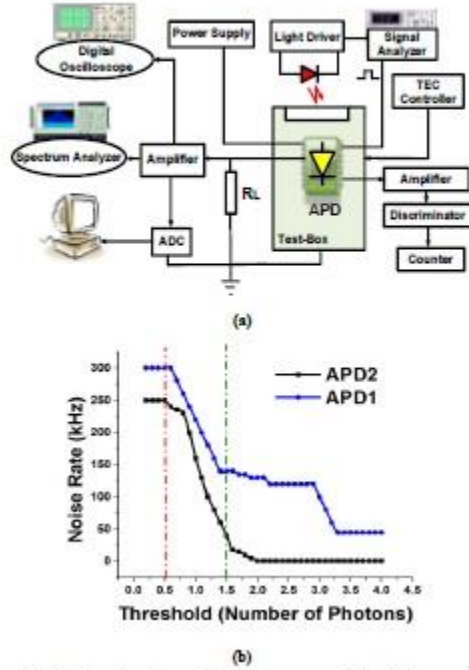 Digital
Oscilloscope
Power Supply
Light Driver
Signal
Analyzer
TEC
Controller
Spectrum Analyzer
Amplifier
RL
APD
Amplifier
Discriminator
ADC
Test-Box
Counter
(a)
APD2
APD1
Noise Rate (kHz)
300
250
200
150
100
50
0
0.0 0.5 1.0 1.5 2.0 2.5 3.0 3.5 4.0 4.5
Threshold (Number of Photons)
(b)